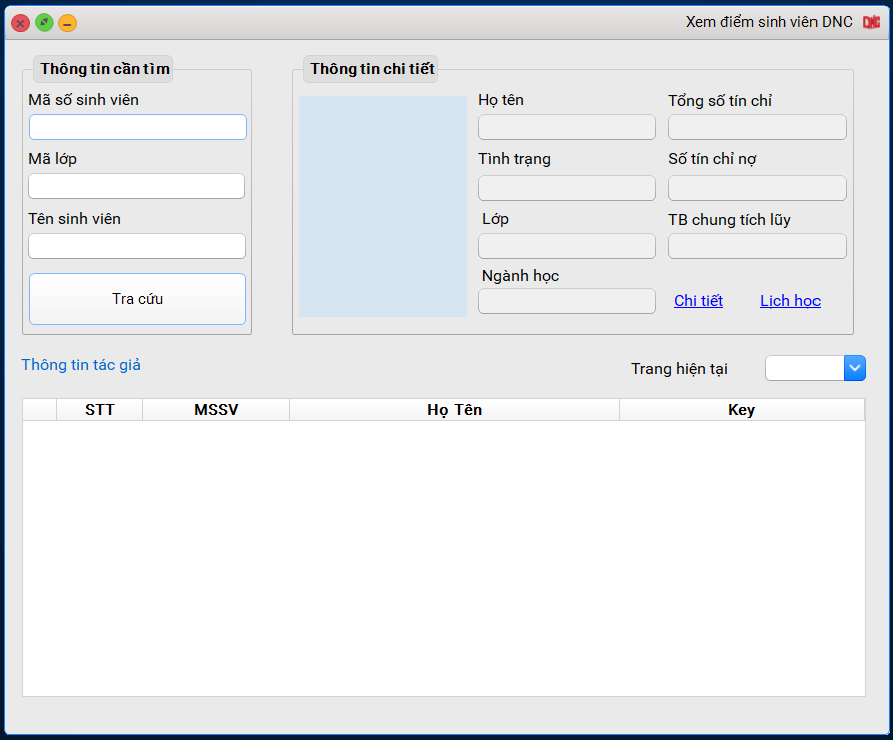 Xem điểm sinh viên DNC DNC
Thông tin cần tìm
Mã số sinh viên
Mã lớp
Tên sinh viên
Tra cứu
Thông tin chi tiết
Họ tên
Tổng số tín chỉ
Tình trạng
Số tín chỉ nợ
Lớp
TB chung tích lũy
Ngành học
Chi tiết
Lịch học
Thông tin tác giả
Trang hiện tại
STT MSSV Họ Tên Key